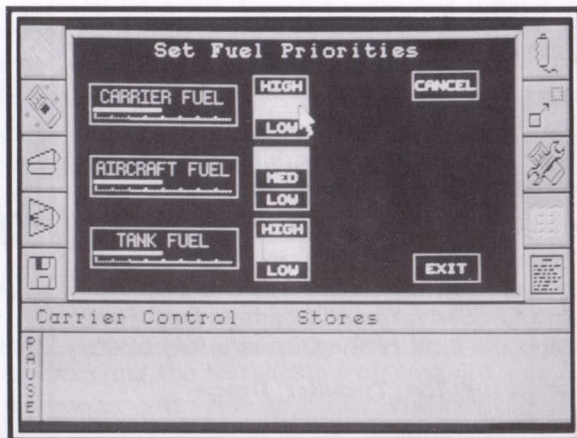 Set Fuel Priorities
CARRIER FUEL
HIGH
LOW
CANCEL
AIRCRAFT FUEL
MED
LOW
TANK FUEL
HIGH
LOW
EXIT
Carrier Control Stores
PAUSE